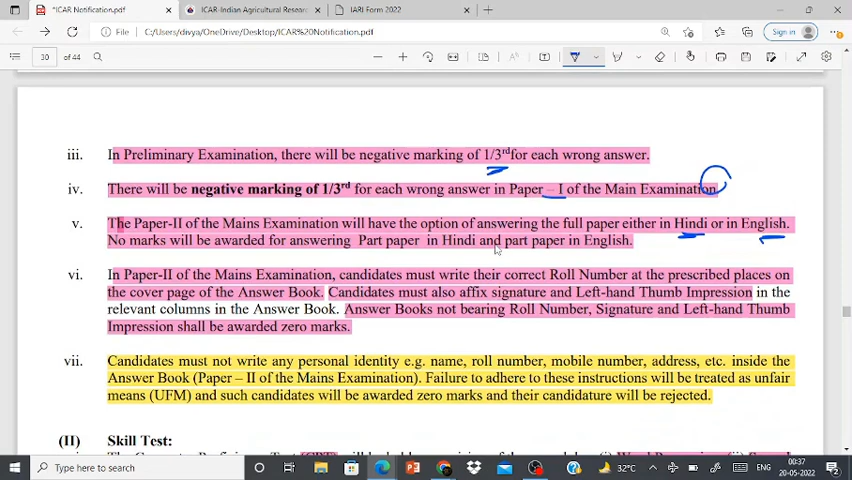 *ICAR Notification.pdf
ICAR-Indian Agricultural Resear
IARI Form 2022
File
C:/Users/divya/OneDrive/Desktop/ICAR%20Notification.pdf
Sign in
30 of 44
iii. In Preliminary Examination, there will be negative marking of 1/3rd for each wrong answer.
iv. There will be negative marking of 1/3rd for each wrong answer in Paper – I of the Main Examination.
v. The Paper-II of the Mains Examination will have the option of answering the full paper either in Hindi or in English.
No marks will be awarded for answering Part paper in Hindi and part paper in English.
vi. In Paper-II of the Mains Examination, candidates must write their correct Roll Number at the prescribed places on
the cover page of the Answer Book. Candidates must also affix signature and Left-hand Thumb Impression in the
relevant columns in the Answer Book. Answer Books not bearing Roll Number, Signature and Left-hand Thumb
Impression shall be awarded zero marks.
vii. Candidates must not write any personal identity e.g. name, roll number, mobile number, address, etc. inside the
Answer Book (Paper – II of the Mains Examination). Failure to adhere to these instructions will be treated as unfair
means (UFM) and such candidates will be awarded zero marks and their candidature will be rejected.
(II) Skill Test:
Type here to search
32°C
ENG
00:37
20-05-2022